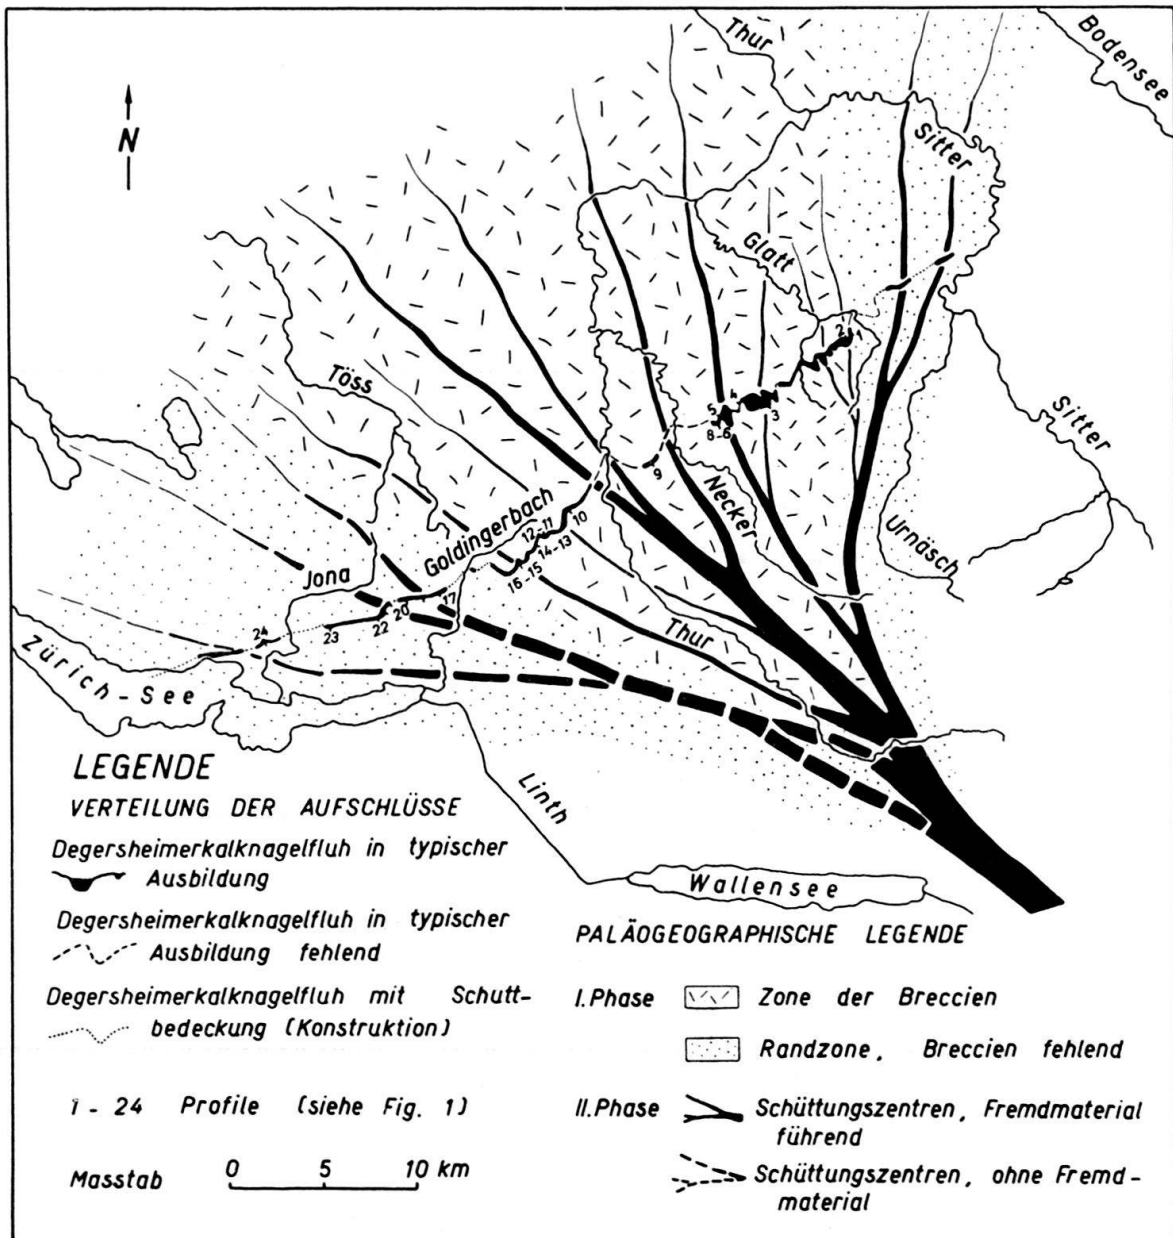 Thur
Bodensee
N
Sitter
Glatt
2
1
Töss
5
4
3
8-6
Sitter
9
Necker
Goldingerbach
12-11
10
14-13
16-15
Urnäsch
Jona
17
20
22
23
24
Thur
Zürich-See
Linth
Wallensee
LEGENDE
VERTEILUNG DER AUFSCHLÜSSE
Degersheimerkalknagelfluh in typischer
Ausbildung
Degersheimerkalknagelfluh in typischer
Ausbildung fehlend
Degersheimerkalknagelfluh mit Schutt-
bedeckung (Konstruktion)
1 - 24 Profile (siehe Fig. 1)
Masstab 0 5 10 km
PALÄOGEOGRAPHISCHE LEGENDE
I.Phase Zone der Breccien
Randzone, Breccien fehlend
II.Phase Schüttungszentren, Fremdmaterial
führend
Schüttungszentren, ohne Fremd-
material